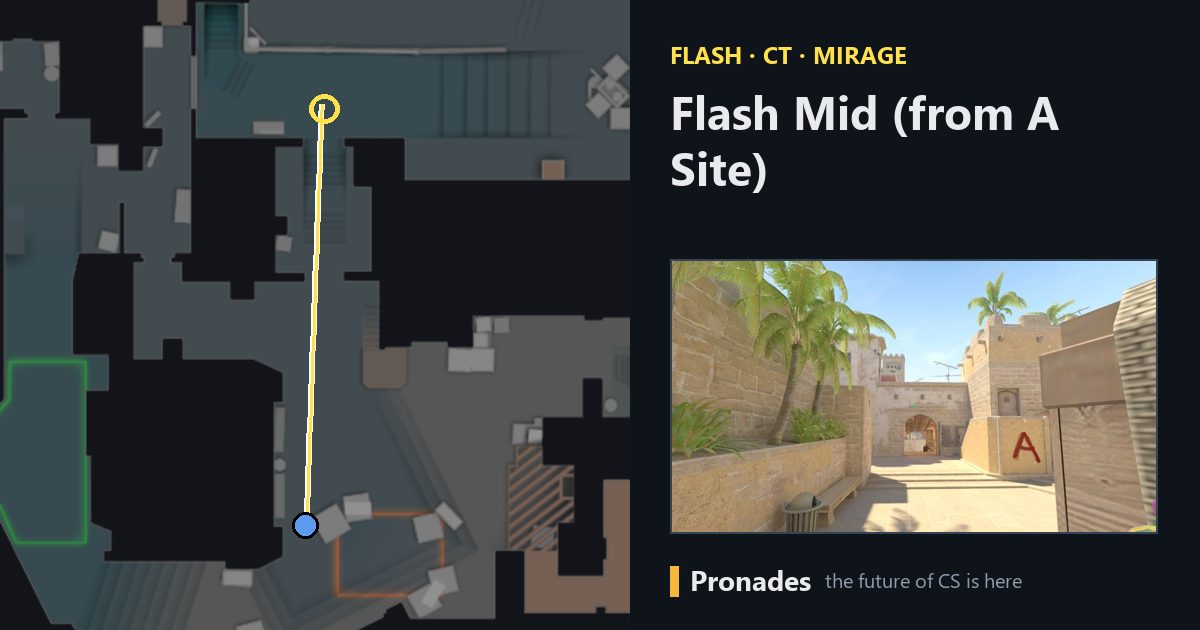 FLASH · CT · MIRAGE
Flash Mid (from A
Site)
A
Pronades the future of CS is here